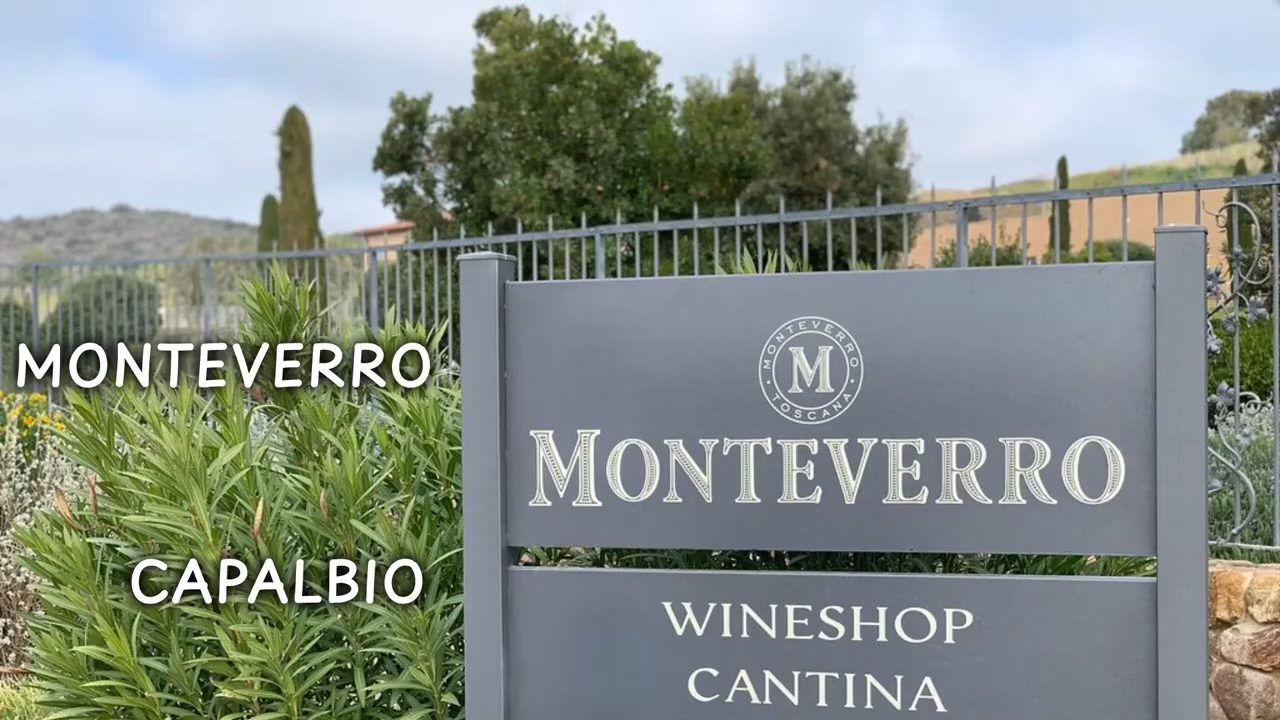 MONTEVERRO
CAPALBIO
MONTEVERRO
M
TOSCANA
MONTEVERRO
WINESHOP
CANTINA